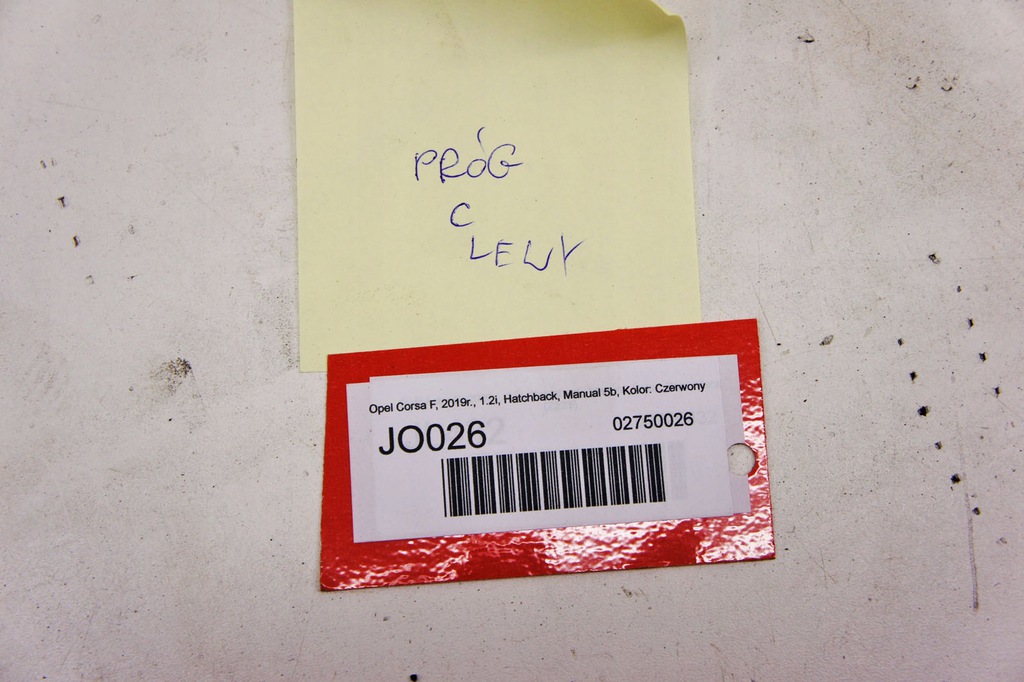 PRÓG
C
LEWY
Opel Corsa F, 2019r., 1.2i, Hatchback, Manual 5b, Kolor: Czerwony
JO026 02750026